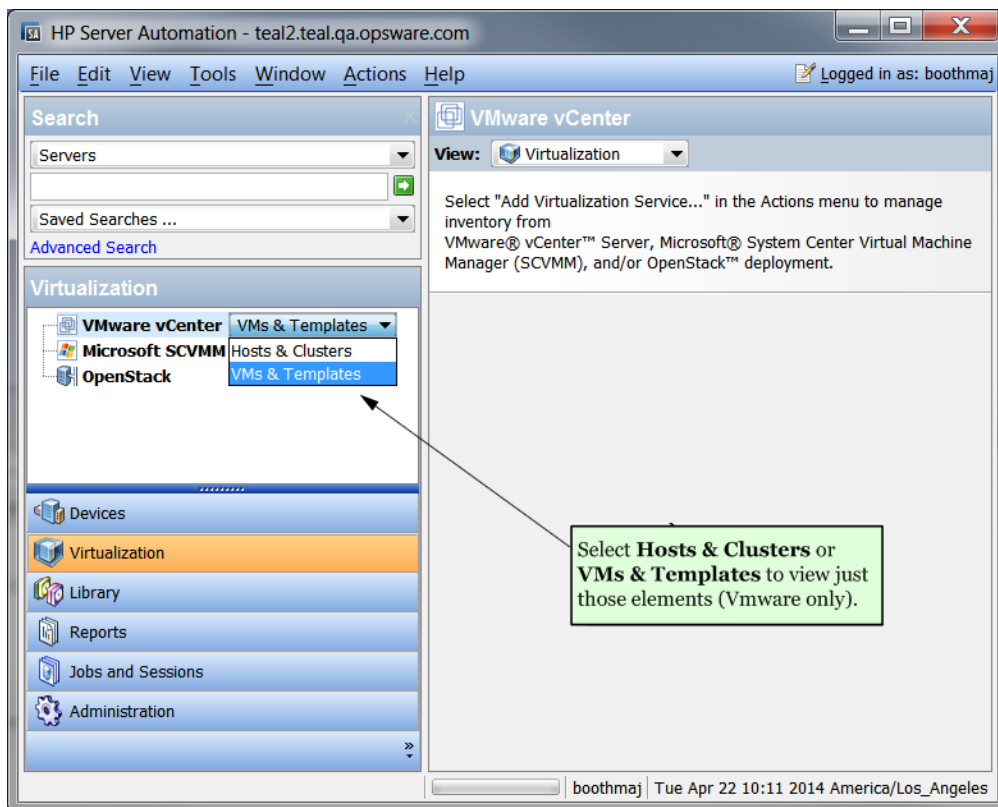 HP Server Automation - teal2.teal.qa.opsware.com
File Edit View Tools Window Actions Help
Logged in as: boothmaj
Search
Servers
Saved Searches ...
Advanced Search
Virtualization
VMware vCenter VMs & Templates
Microsoft SCVMM Hosts & Clusters
OpenStack VMs & Templates
Devices
Virtualization
Library
Reports
Jobs and Sessions
Administration
»
VMware vCenter
View: Virtualization
Select "Add Virtualization Service..." in the Actions menu to manage
inventory from
VMware® vCenter™ Server, Microsoft® System Center Virtual Machine
Manager (SCVMM), and/or OpenStack™ deployment.
Select Hosts & Clusters or
VMs & Templates to view just
those elements (Vmware only).
boothmaj Tue Apr 22 10:11 2014 America/Los_Angeles